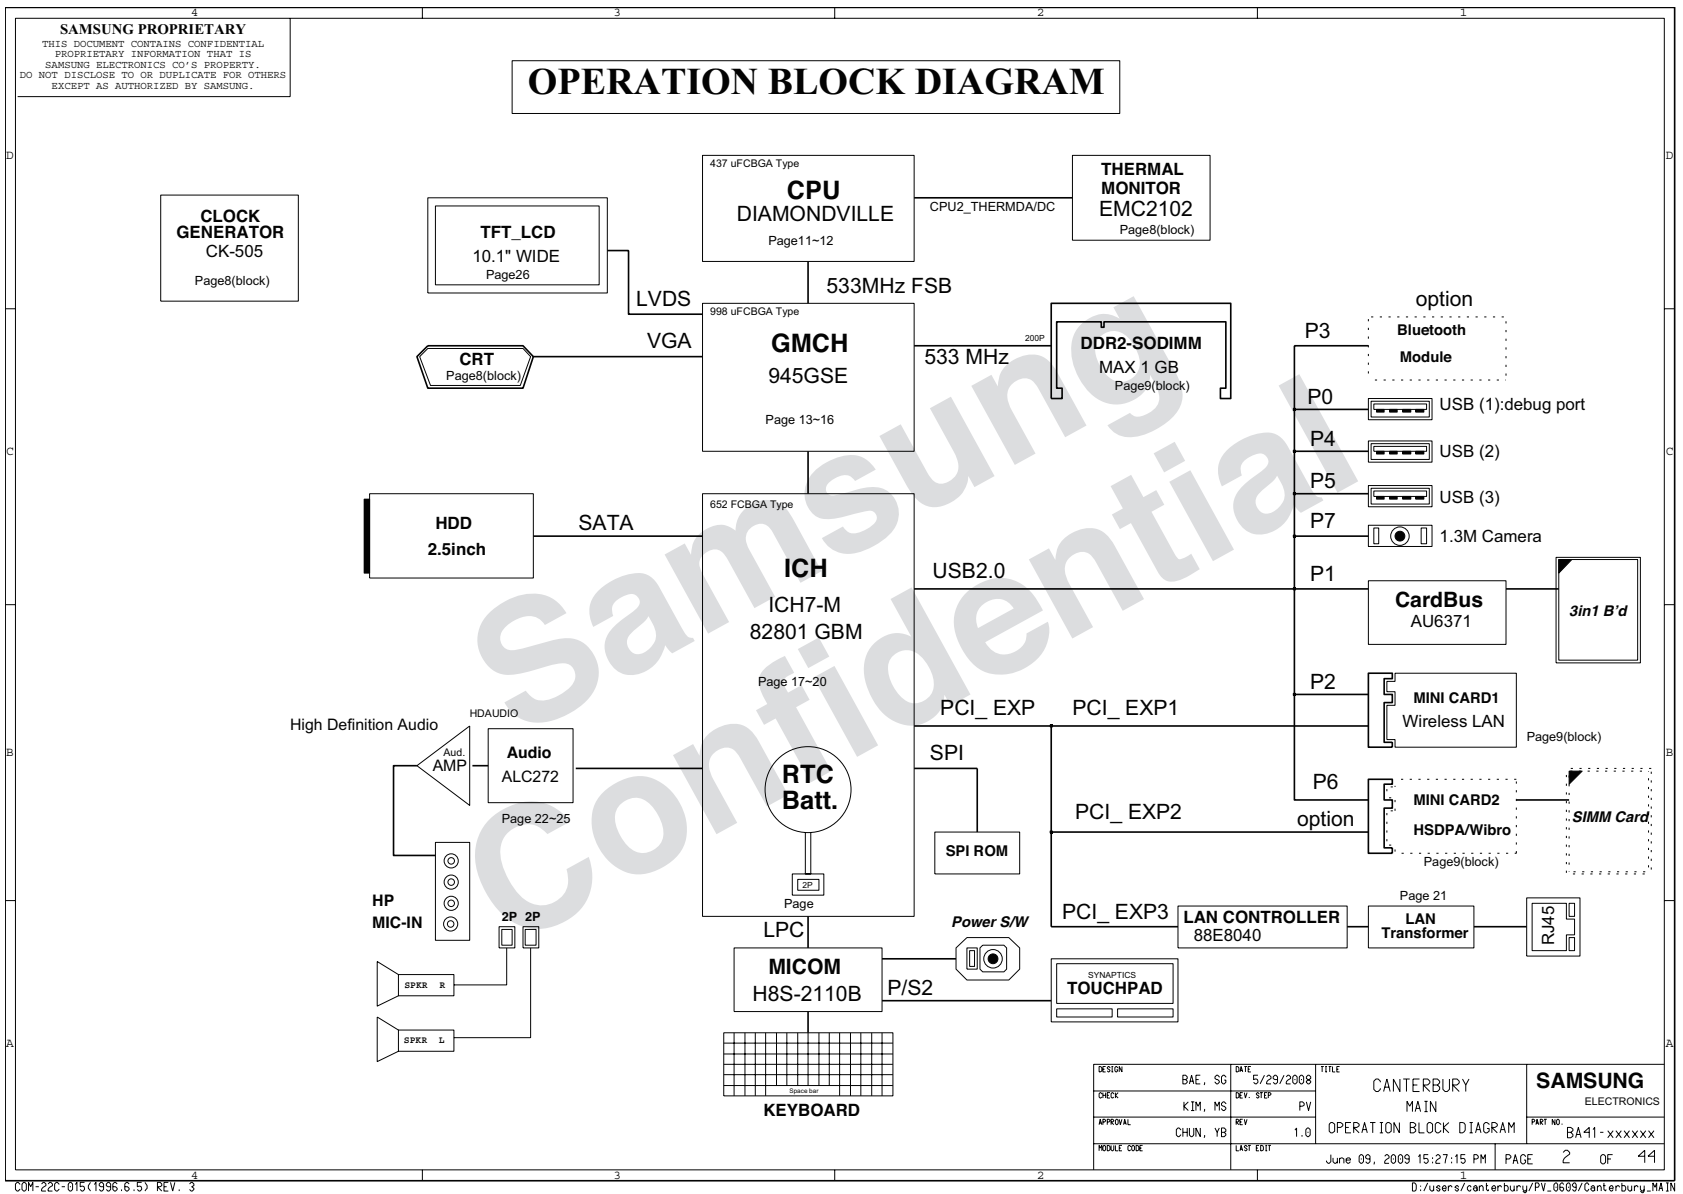 4
3
2
1
SAMSUNG PROPRIETARY
THIS DOCUMENT CONTAINS CONFIDENTIAL
PROPRIETARY INFORMATION THAT IS
SAMSUNG ELECTRONICS CO'S PROPERTY.
DO NOT DISCLOSE TO OR DUPLICATE FOR OTHERS
EXCEPT AS AUTHORIZED BY SAMSUNG.
OPERATION BLOCK DIAGRAM
D
D
CLOCK
GENERATOR
CK-505
Page8(block)
TFT_LCD
10.1" WIDE
Page26
437 uFCBGA Type
CPU
DIAMONDVILLE
Page11~12
CPU2_THERMDA/DC
THERMAL
MONITOR
EMC2102
Page8(block)
533MHz FSB
LVDS
VGA
CRT
Page8(block)
998 uFCBGA Type
GMCH
945GSE
Page 13~16
533 MHz
200P
DDR2-SODIMM
MAX 1 GB
Page9(block)
option
P3
Bluetooth
Module
P0
USB (1):debug port
P4
USB (2)
P5
USB (3)
P7
1.3M Camera
C
C
HDD
2.5inch
SATA
652 FCBGA Type
ICH
ICH7-M
82801 GBM
Page 17~20
USB2.0
P1
CardBus
AU6371
3in1 B'd
P2
MINI CARD1
Wireless LAN
Page9(block)
PCI_ EXP
PCI_ EXP1
SPI
SPI ROM
B
B
High Definition Audio
HDAUDIO
Aud.
AMP
Audio
ALC272
Page 22~25
RTC
Batt.
2P
Page
P6
option
PCI_ EXP2
MINI CARD2
HSDPA/Wibro
Page9(block)
SIMM Card
HP
MIC-IN
2P 2P
SPKR R
SPKR L
LPC
MICOM
H8S-2110B
Power S/W
P/S2
SYNAPTICS
TOUCHPAD
PCI_ EXP3
LAN CONTROLLER
88E8040
Page 21
LAN
Transformer
RJ45
A
A
Space bar
KEYBOARD
DESIGN
BAE, SG
DATE
5/29/2008
TITLE
CANTERBURY
MAIN
OPERATION BLOCK DIAGRAM
SAMSUNG
ELECTRONICS
CHECK
KIM, MS
DEV. STEP
PV
APPROVAL
CHUN, YB
REV
1.0
PART NO.
BA41-xxxxxx
MODULE CODE
LAST EDIT
June 09, 2009 15:27:15 PM
PAGE 2 OF 44
4
3
2
1
COM-22C-015(1996.6.5) REV. 3
D:/users/canterbury/PV_0609/Canterbury_MAIN
Samsung
Confidential